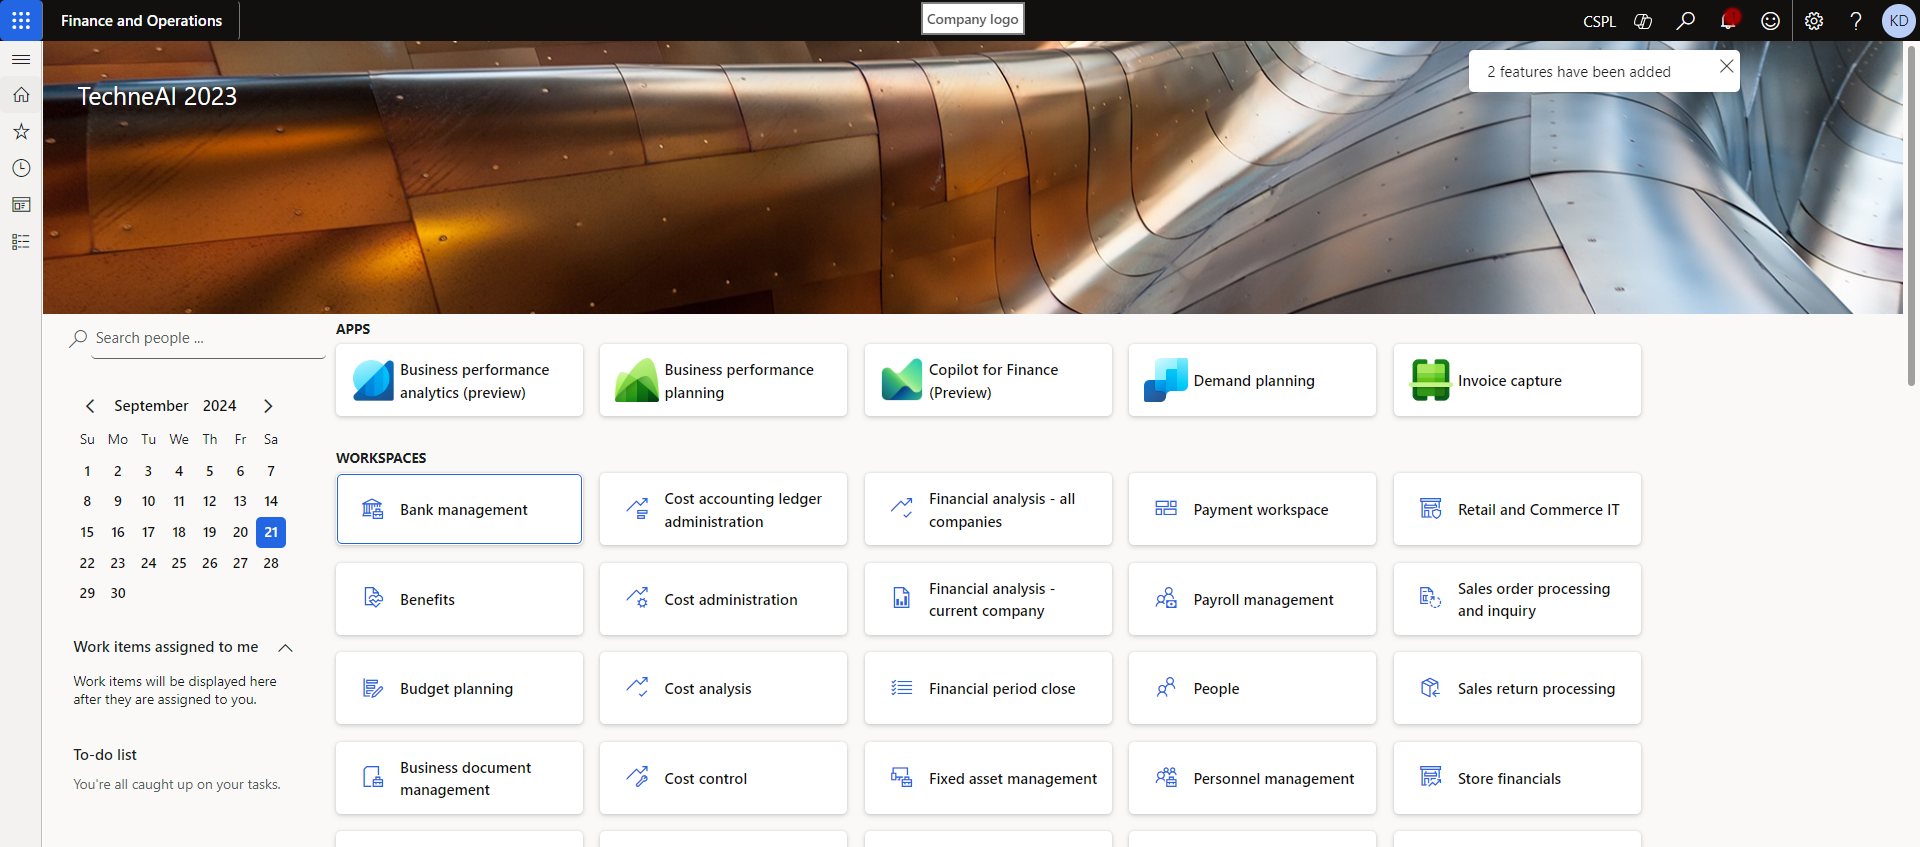 Finance and Operations
Company logo
CSPL
KD
TechneAI 2023
2 features have been added
Search people ...
September 2024
Su Mo Tu We Th Fr Sa
1 2 3 4 5 6 7
8 9 10 11 12 13 14
15 16 17 18 19 20 21
22 23 24 25 26 27 28
29 30
Work items assigned to me
Work items will be displayed here
after they are assigned to you.
To-do list
You're all caught up on your tasks.
APPS
Business performance
analytics (preview)
Business performance
planning
Copilot for Finance
(Preview)
Demand planning
Invoice capture
WORKSPACES
Bank management
Cost accounting ledger
administration
Financial analysis - all
companies
Payment workspace
Retail and Commerce IT
Benefits
Cost administration
Financial analysis -
current company
Payroll management
Sales order processing
and inquiry
Budget planning
Cost analysis
Financial period close
People
Sales return processing
Business document
management
Cost control
Fixed asset management
Personnel management
Store financials